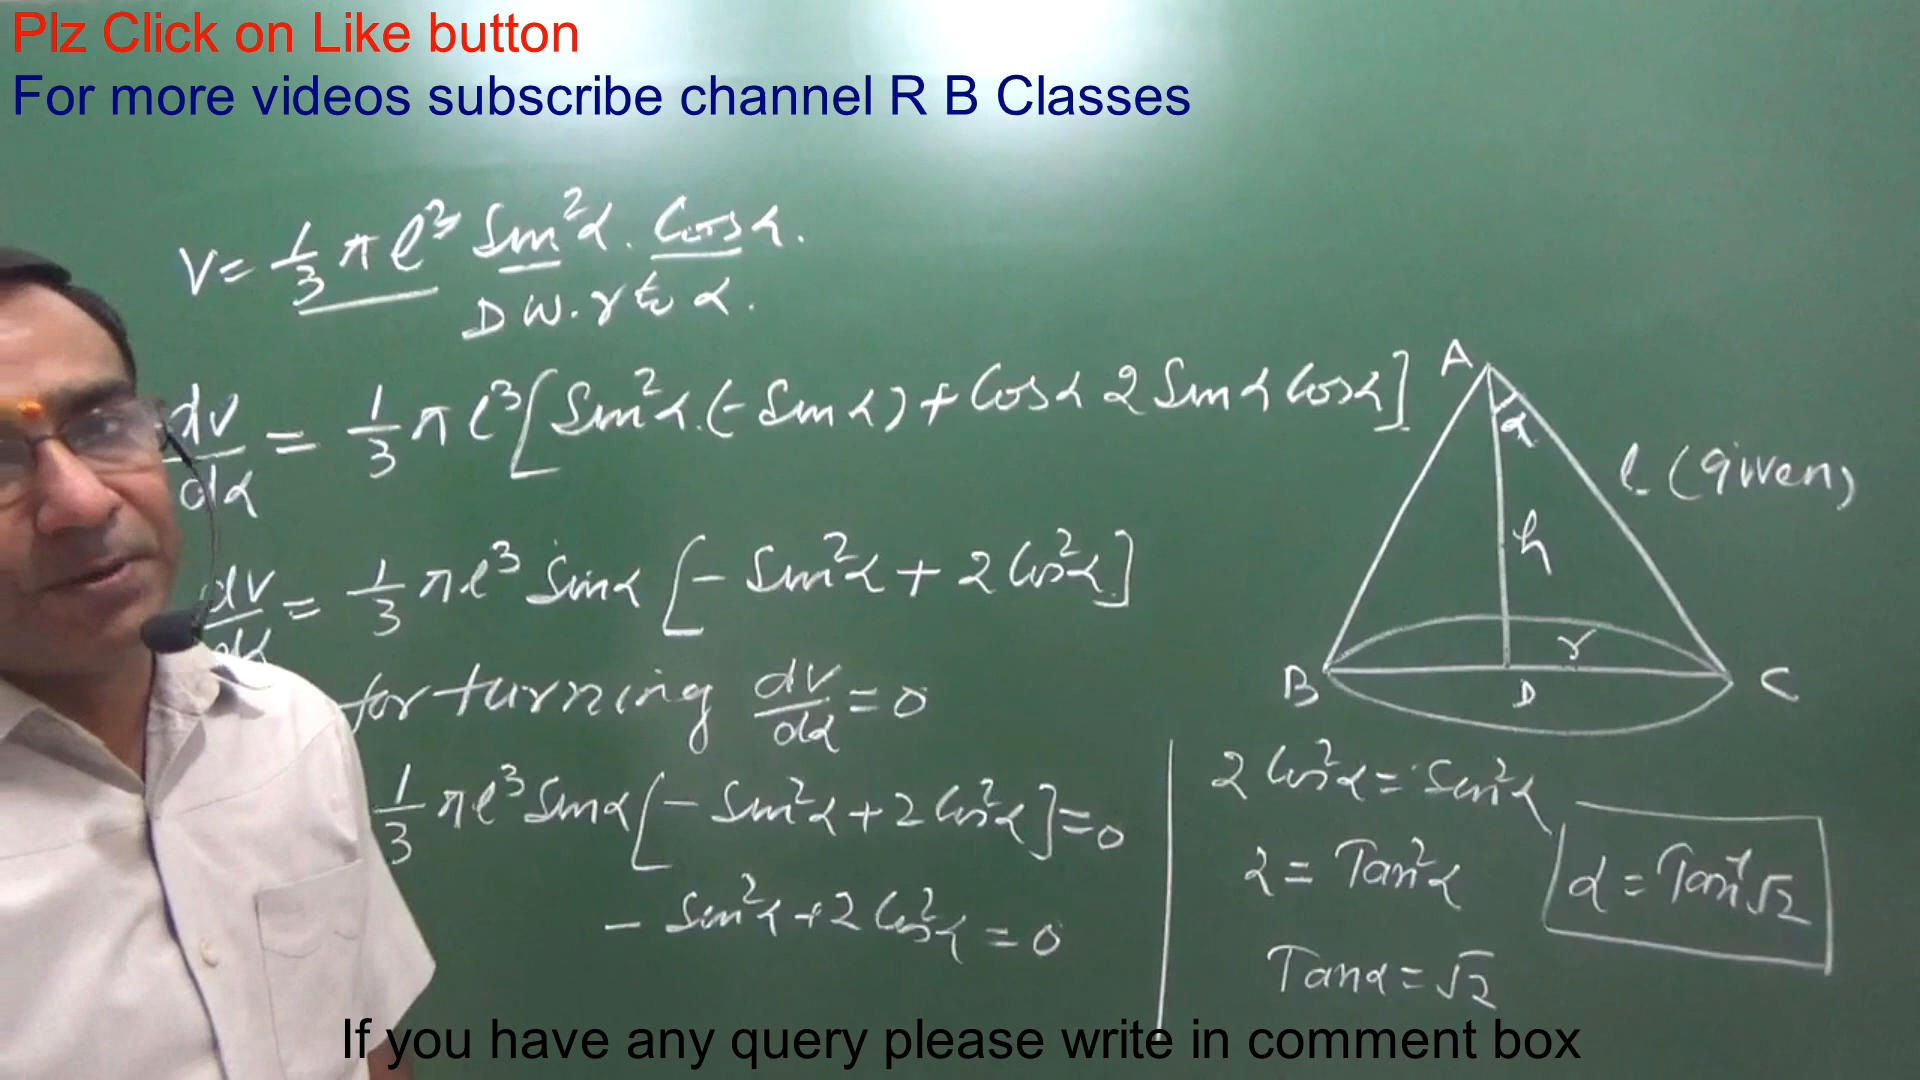 Plz Click on Like button
For more videos subscribe channel R B Classes
V = 1/3 π l³ Sin²α . Cosα .
D W.r to α .
dv/dα = 1/3 π l³ [ Sin²α . (- Sin α) + Cosα 2 Sinα Cosα ]
dv/dα = 1/3 π l³ Sinα [ - Sin²α + 2 Cos²α ]
for turning dv/dα = 0
1/3 π l³ Sinα [ - Sin²α + 2 Cos²α ] = 0
- Sin²α + 2 Cos²α = 0
A
α
l (given)
h
r
B
D
C
2 Cos²α = Sin²α
2 = Tan²α
Tanα = √2
α = Tan⁻¹√2
If you have any query please write in comment box